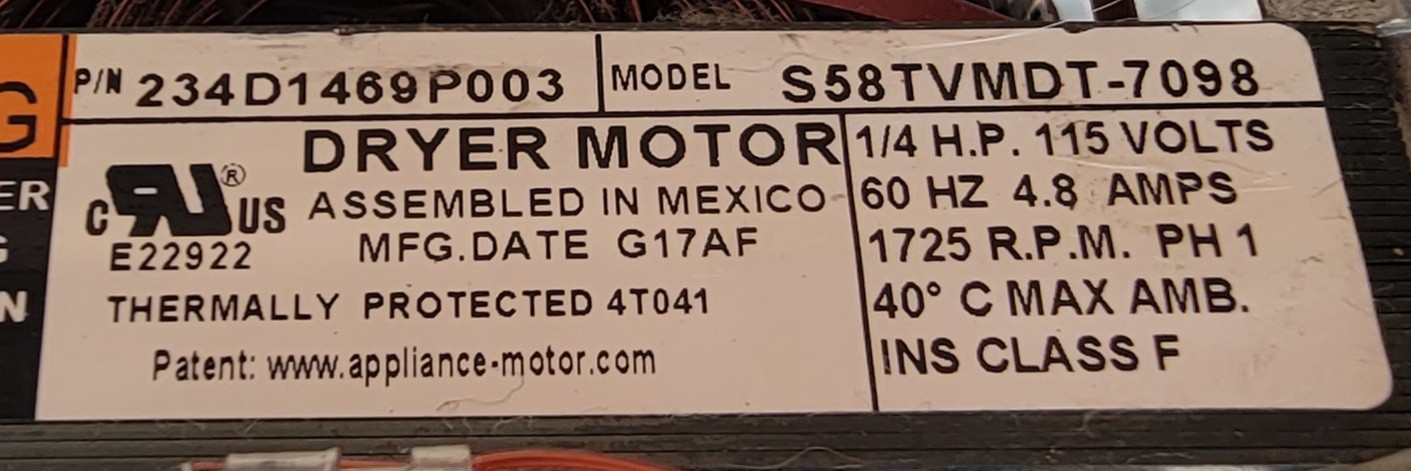 P/N 234D1469P003 MODEL S58TVMDT-7098
DRYER MOTOR
C US ®
E22922
ASSEMBLED IN MEXICO
MFG.DATE G17AF
THERMALLY PROTECTED 4T041
Patent: www.appliance-motor.com
1/4 H.P. 115 VOLTS
60 HZ 4.8 AMPS
1725 R.P.M. PH 1
40° C MAX AMB.
INS CLASS F